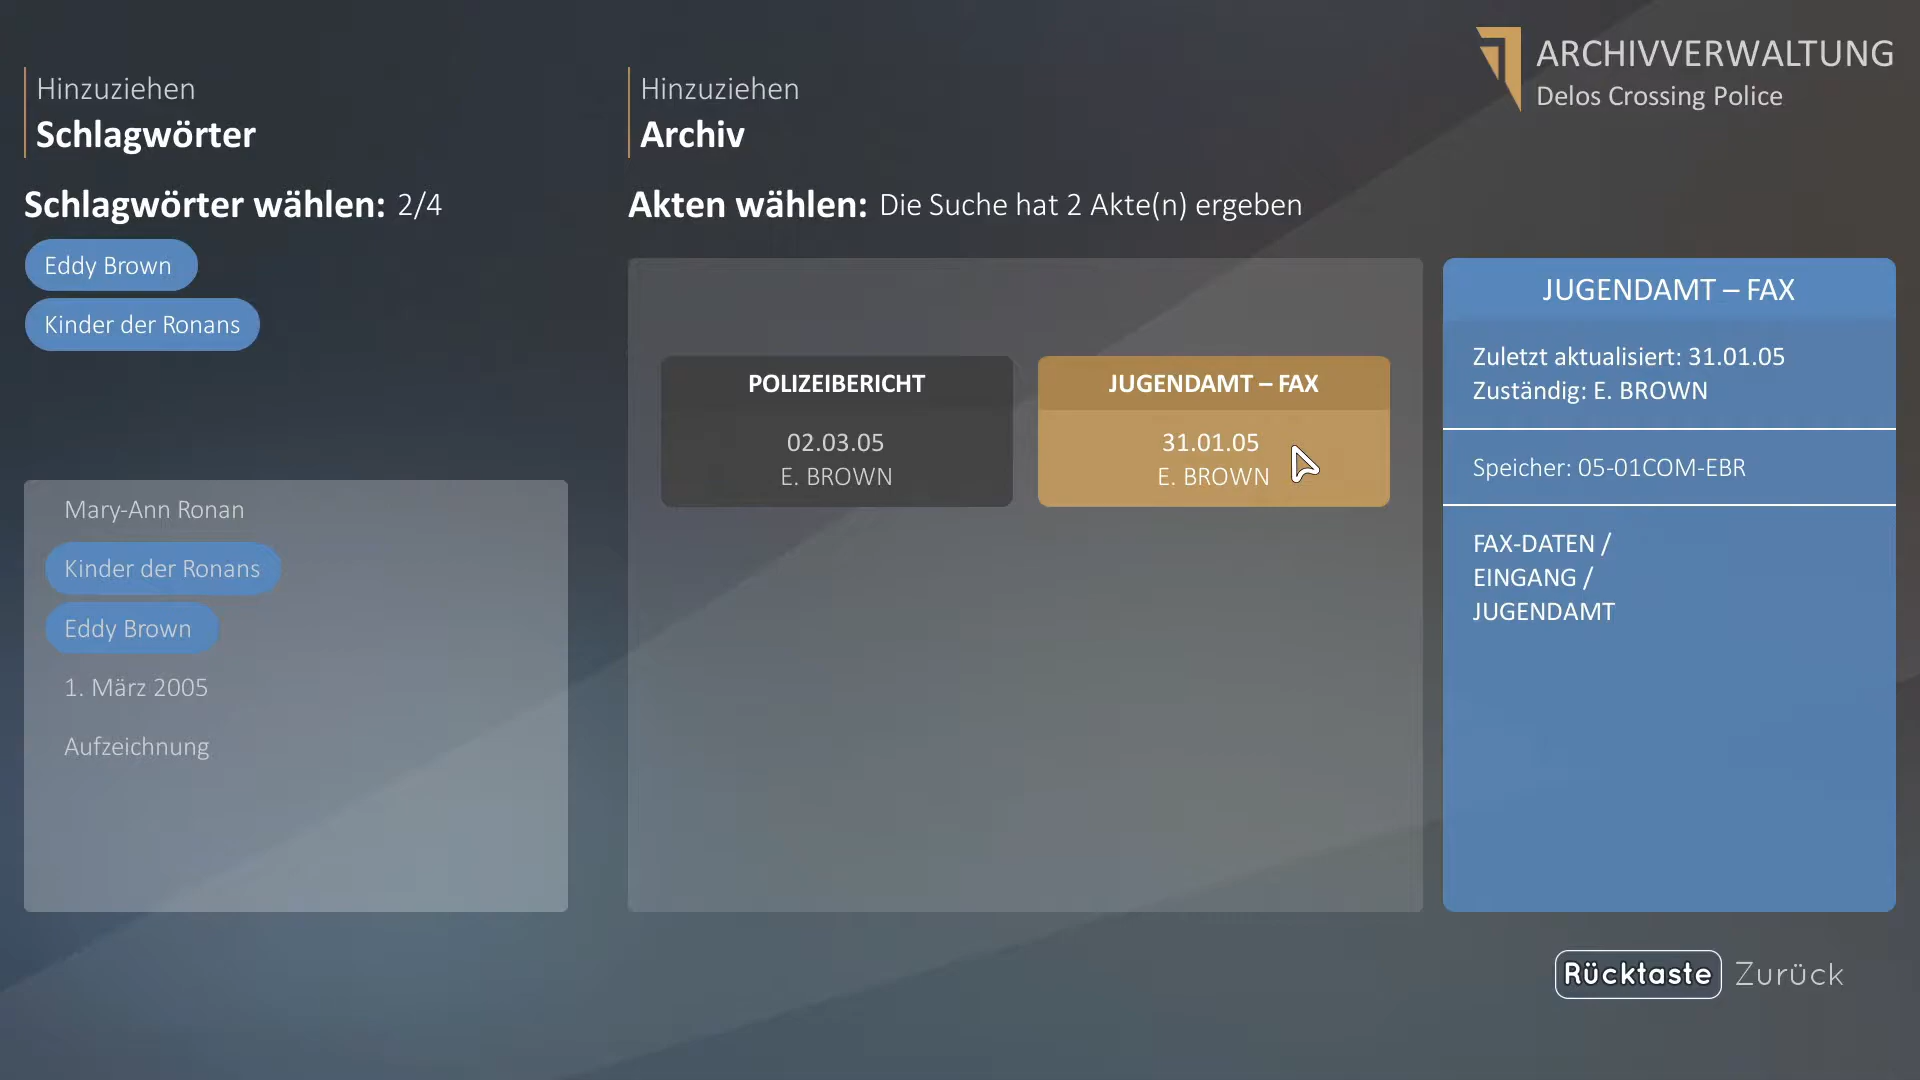 ARCHIVVERWALTUNG
Delos Crossing Police
Hinzuziehen
Schlagwörter
Schlagwörter wählen: 2/4
Eddy Brown
Kinder der Ronans
Mary-Ann Ronan
Kinder der Ronans
Eddy Brown
1. März 2005
Aufzeichnung
Hinzuziehen
Archiv
Akten wählen: Die Suche hat 2 Akte(n) ergeben
POLIZEIBERICHT
02.03.05
E. BROWN
JUGENDAMT – FAX
31.01.05
E. BROWN
JUGENDAMT – FAX
Zuletzt aktualisiert: 31.01.05
Zuständig: E. BROWN
Speicher: 05-01COM-EBR
FAX-DATEN /
EINGANG /
JUGENDAMT
Rücktaste Zurück